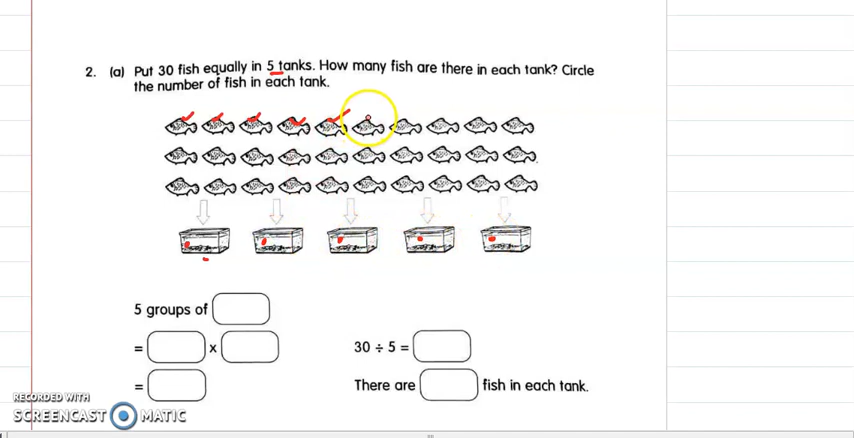 2. (a) Put 30 fish equally in 5 tanks. How many fish are there in each tank? Circle
the number of fish in each tank.
5 groups of
= x
30 ÷ 5 =
=
There are fish in each tank.
RECORDED WITH
SCREENCAST MATIC